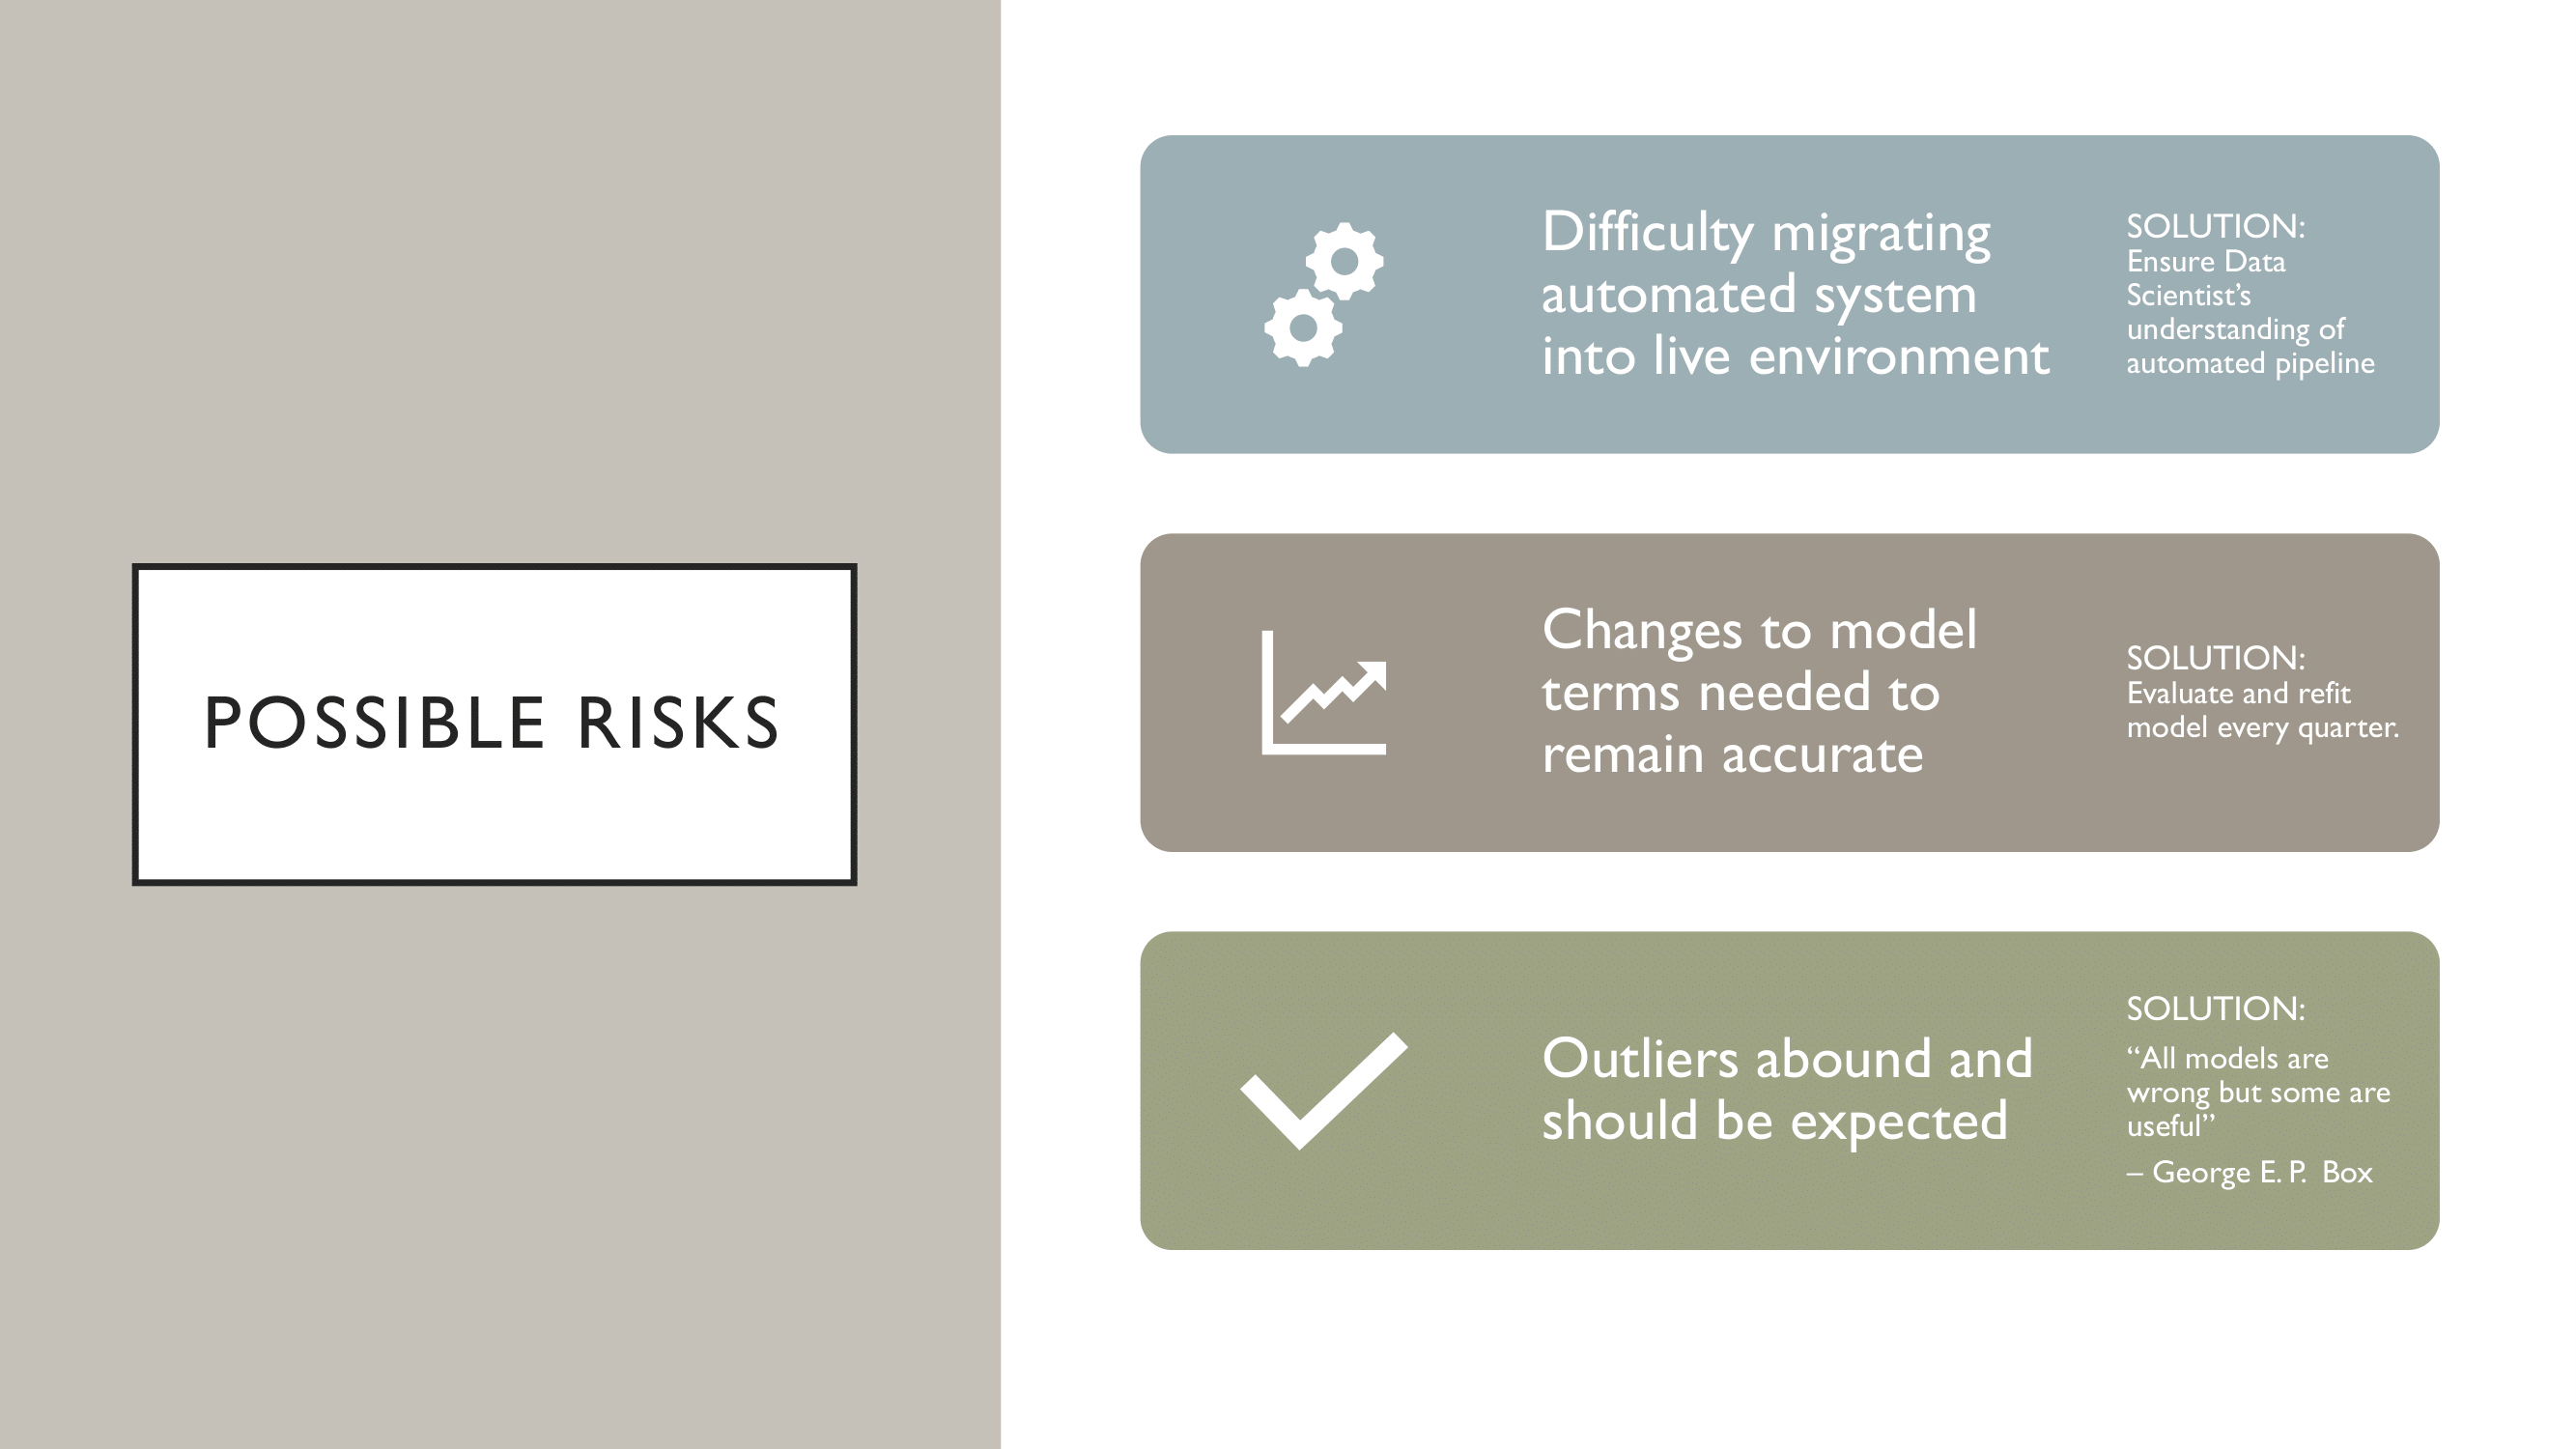 POSSIBLE RISKS
Difficulty migrating
automated system
into live environment
SOLUTION:
Ensure Data
Scientist’s
understanding of
automated pipeline
Changes to model
terms needed to
remain accurate
SOLUTION:
Evaluate and refit
model every quarter.
Outliers abound and
should be expected
SOLUTION:
“All models are
wrong but some are
useful”
– George E. P.  Box